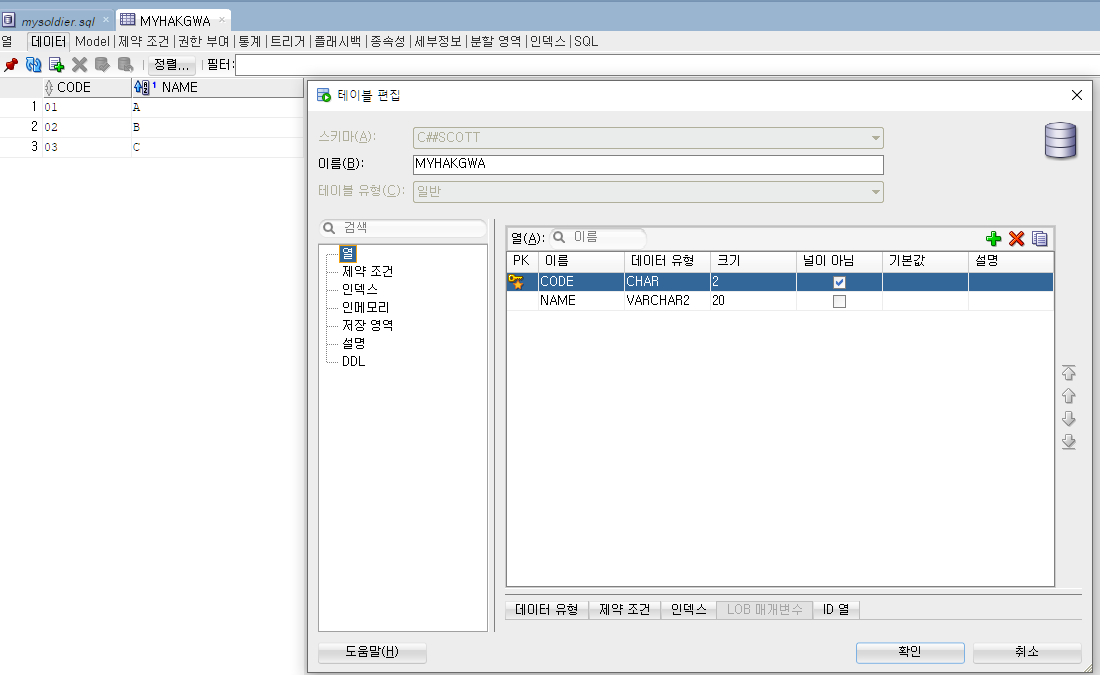 mysoldier.sql × MYHAKGWA ×
열 데이터 Model 제약 조건 권한 부여 통계 트리거 플래시백 종속성 세부정보 분할 영역 인덱스 SQL
정렬... 필터:
CODE 1 NAME
1 01 A
2 02 B
3 03 C
테이블 편집
스키마(A): C##SCOTT
이름(B): MYHAKGWA
테이블 유형(C): 일반
검색
열
제약 조건
인덱스
인메모리
저장 영역
설명
DDL
열(A): 이름
PK 이름 데이터 유형 크기 널이 아님 기본값 설명
CODE CHAR 2
NAME VARCHAR2 20
데이터 유형 제약 조건 인덱스 LOB 매개변수 ID 열
도움말(H) 확인 취소